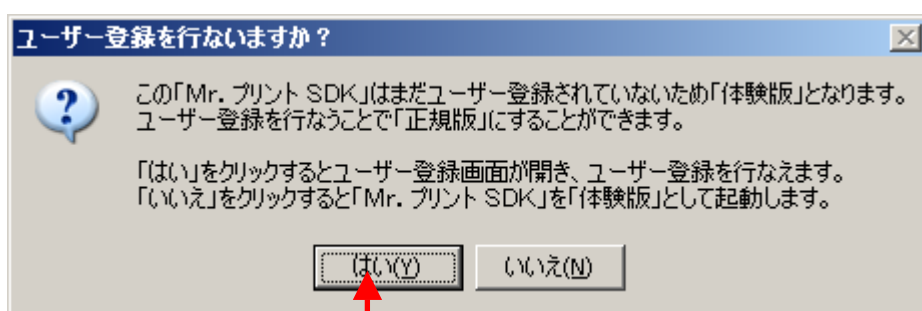 ユーザー登録を行ないますか？
この「Mr. プリント SDK」はまだユーザー登録されていないため「体験版」となります。
ユーザー登録を行なうことで「正規版」にすることができます。
「はい」をクリックするとユーザー登録画面が開き、ユーザー登録を行なえます。
「いいえ」をクリックすると「Mr. プリント SDK」を「体験版」として起動します。
はい(Y)
いいえ(N)